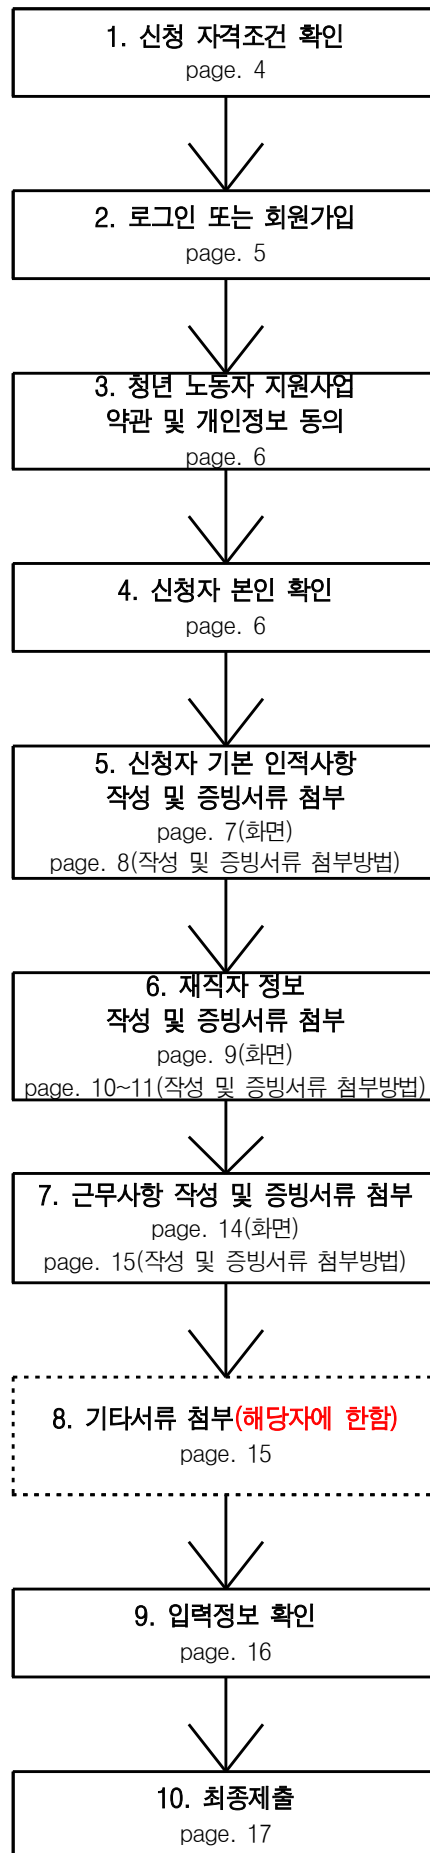 1. 신청 자격조건 확인
page. 4
2. 로그인 또는 회원가입
page. 5
3. 청년 노동자 지원사업
약관 및 개인정보 동의
page. 6
4. 신청자 본인 확인
page. 6
5. 신청자 기본 인적사항
작성 및 증빙서류 첨부
page. 7(화면)
page. 8(작성 및 증빙서류 첨부방법)
6. 재직자 정보
작성 및 증빙서류 첨부
page. 9(화면)
page. 10~11(작성 및 증빙서류 첨부방법)
7. 근무사항 작성 및 증빙서류 첨부
page. 14(화면)
page. 15(작성 및 증빙서류 첨부방법)
8. 기타서류 첨부(해당자에 한함)
page. 15
9. 입력정보 확인
page. 16
10. 최종제출
page. 17